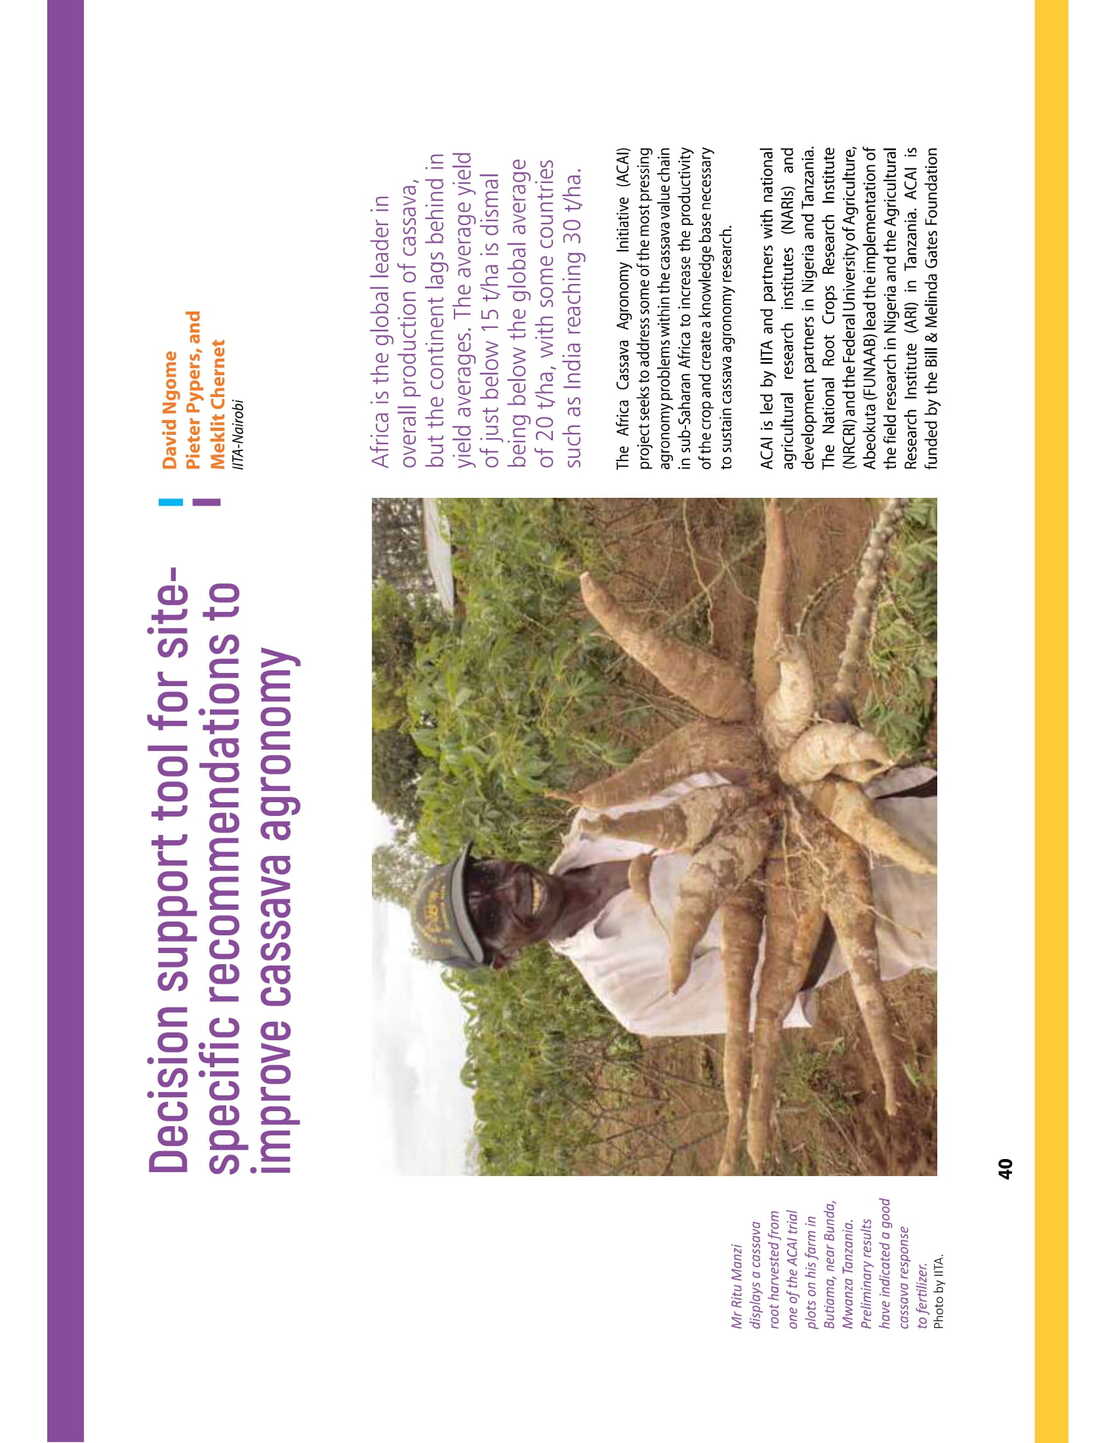 Decision support tool for site-
specific recommendations to
improve cassava agronomy
David Ngome
Pieter Pypers, and
Meklit Chernet
IITA-Nairobi
Africa is the global leader in
overall production of cassava,
but the continent lags behind in
yield averages. The average yield
of just below 15 t/ha is dismal
being below the global average
of 20 t/ha, with some countries
such as India reaching 30 t/ha.
The Africa Cassava Agronomy Initiative (ACAI)
project seeks to address some of the most pressing
agronomy problems within the cassava value chain
in sub-Saharan Africa to increase the productivity
of the crop and create a knowledge base necessary
to sustain cassava agronomy research.
ACAI is led by IITA and partners with national
agricultural research institutes (NARIs) and
development partners in Nigeria and Tanzania.
The National Root Crops Research Institute
(NRCRI) and the Federal University of Agriculture,
Abeokuta (FUNAAB) lead the implementation of
the field research in Nigeria and the Agricultural
Research Institute (ARI) in Tanzania. ACAI is
funded by the Bill & Melinda Gates Foundation
Mr Ritu Manzi
displays a cassava
root harvested from
one of the ACAI trial
plots on his farm in
Butiama, near Bunda,
Mwanza Tanzania.
Preliminary results
have indicated a good
cassava response
to fertilizer.
Photo by IITA.
40